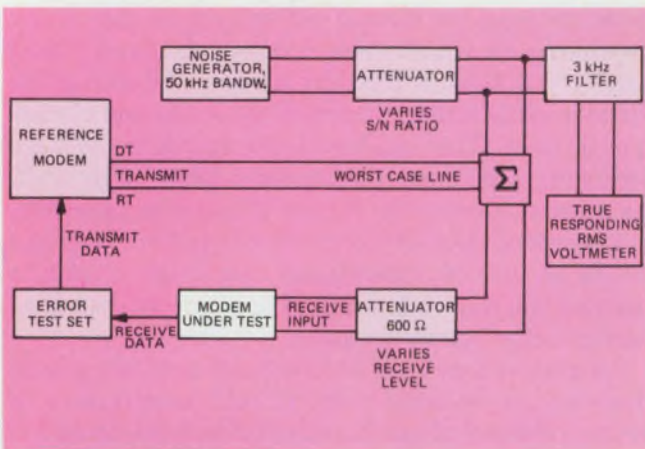 NOISE
GENERATOR,
50 kHz BANDW.
ATTENUATOR
3 kHz
FILTER
VARIES
S/N RATIO
REFERENCE
MODEM
DT
TRANSMIT
RT
WORST CASE LINE
Σ
TRUE
RESPONDING
RMS
VOLTMETER
TRANSMIT
DATA
ERROR
TEST SET
RECEIVE
DATA
MODEM
UNDER TEST
RECEIVE
INPUT
ATTENUATOR
600 Ω
VARIES
RECEIVE
LEVEL